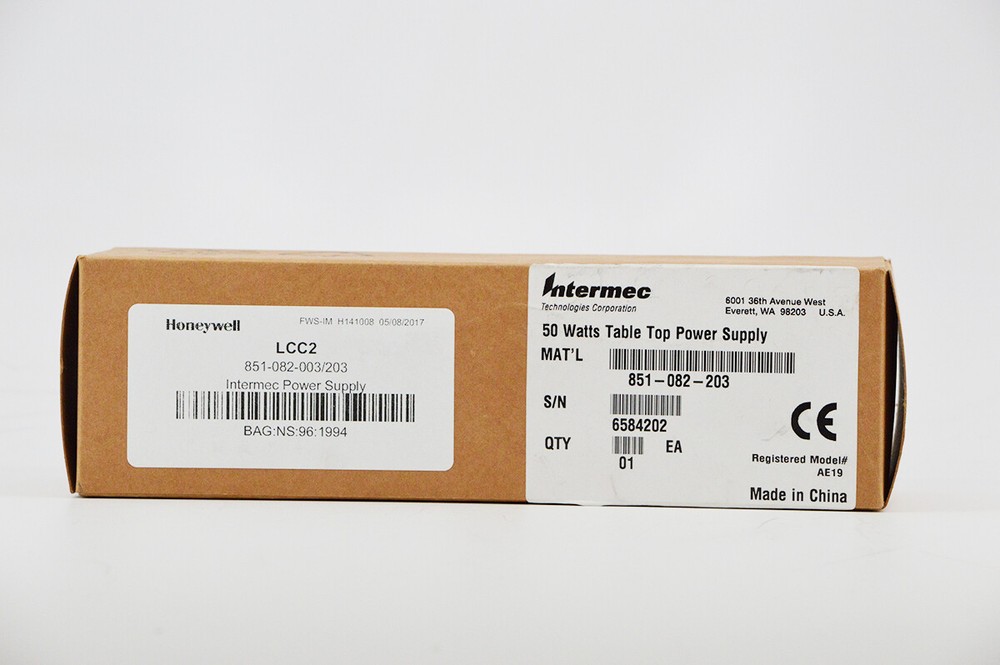 Honeywell
FWS-IM H141008 05/08/2017
LCC2
851-082-003/203
Intermec Power Supply
BAG:NS:96:1994
Intermec
Technologies Corporation
6001 36th Avenue West
Everett, WA 98203 U.S.A.
50 Watts Table Top Power Supply
MAT'L
851-082-203
S/N
6584202
QTY
EA
01
CE
Registered Model#
AE19
Made in China